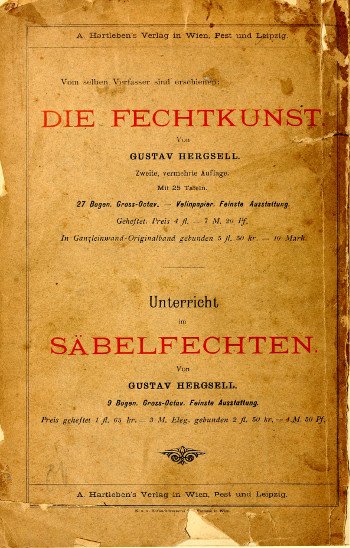 A. Hartleben's Verlag in Wien, Pest und Leipzig.
Vom selben Verfasser sind erschienen:
DIE FECHTKUNST
Von
GUSTAV HERGSELL.
Zweite, vermehrte Auflage.
Mit 25 Tafeln.
27 Bogen. Gross-Octav. — Velinpapier. Feinste Ausstattung.
Geheftet. Preis 4 fl. — 7 M. 20 Pf.
In Ganzleinwand-Originalband gebunden 5 fl. 50 kr. — 10 Mark.
Unterricht
im
SÄBELFECHTEN.
Von
GUSTAV HERGSELL.
9 Bogen. Gross-Octav. Feinste Ausstattung.
Preis geheftet 1 fl. 65 kr. — 3 M. Eleg. gebunden 2 fl. 50 kr. — 4 M. 50 Pf.
A. Hartleben's Verlag in Wien, Pest und Leipzig.